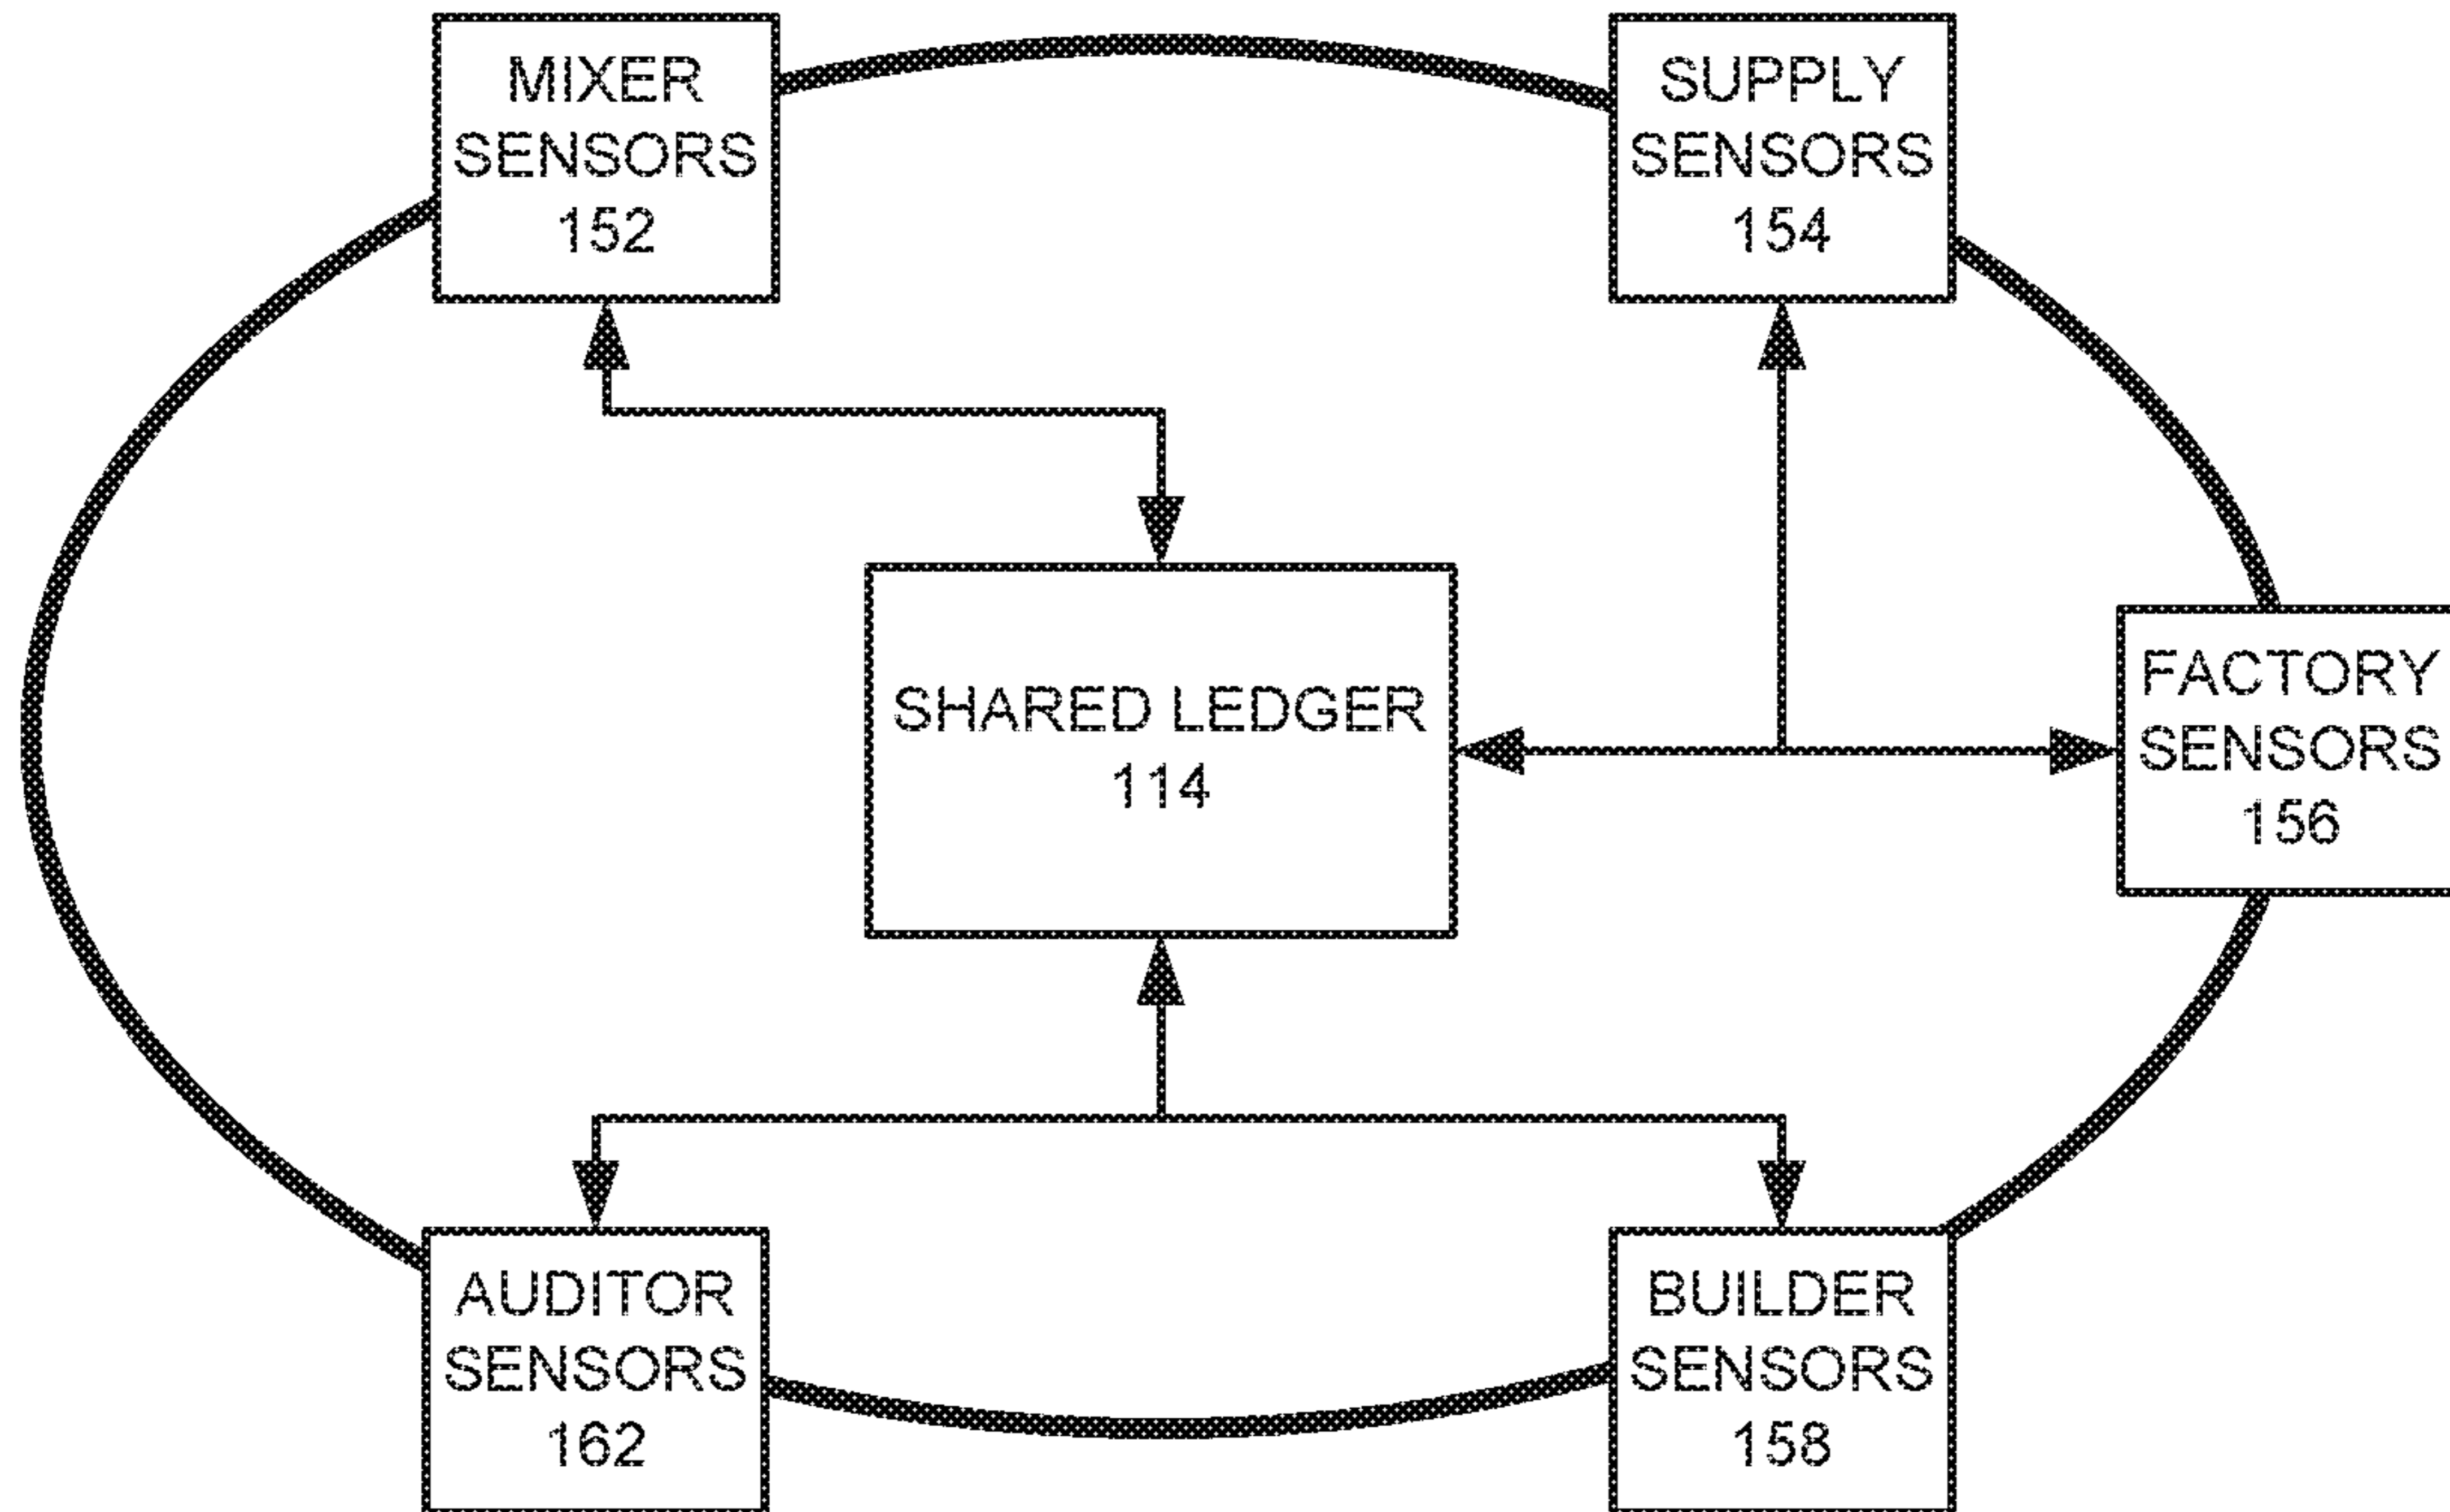 MIXER
SENSORS
152
SUPPLY
SENSORS
154
SHARED LEDGER
114
FACTORY
SENSORS
156
AUDITOR
SENSORS
162
BUILDER
SENSORS
158